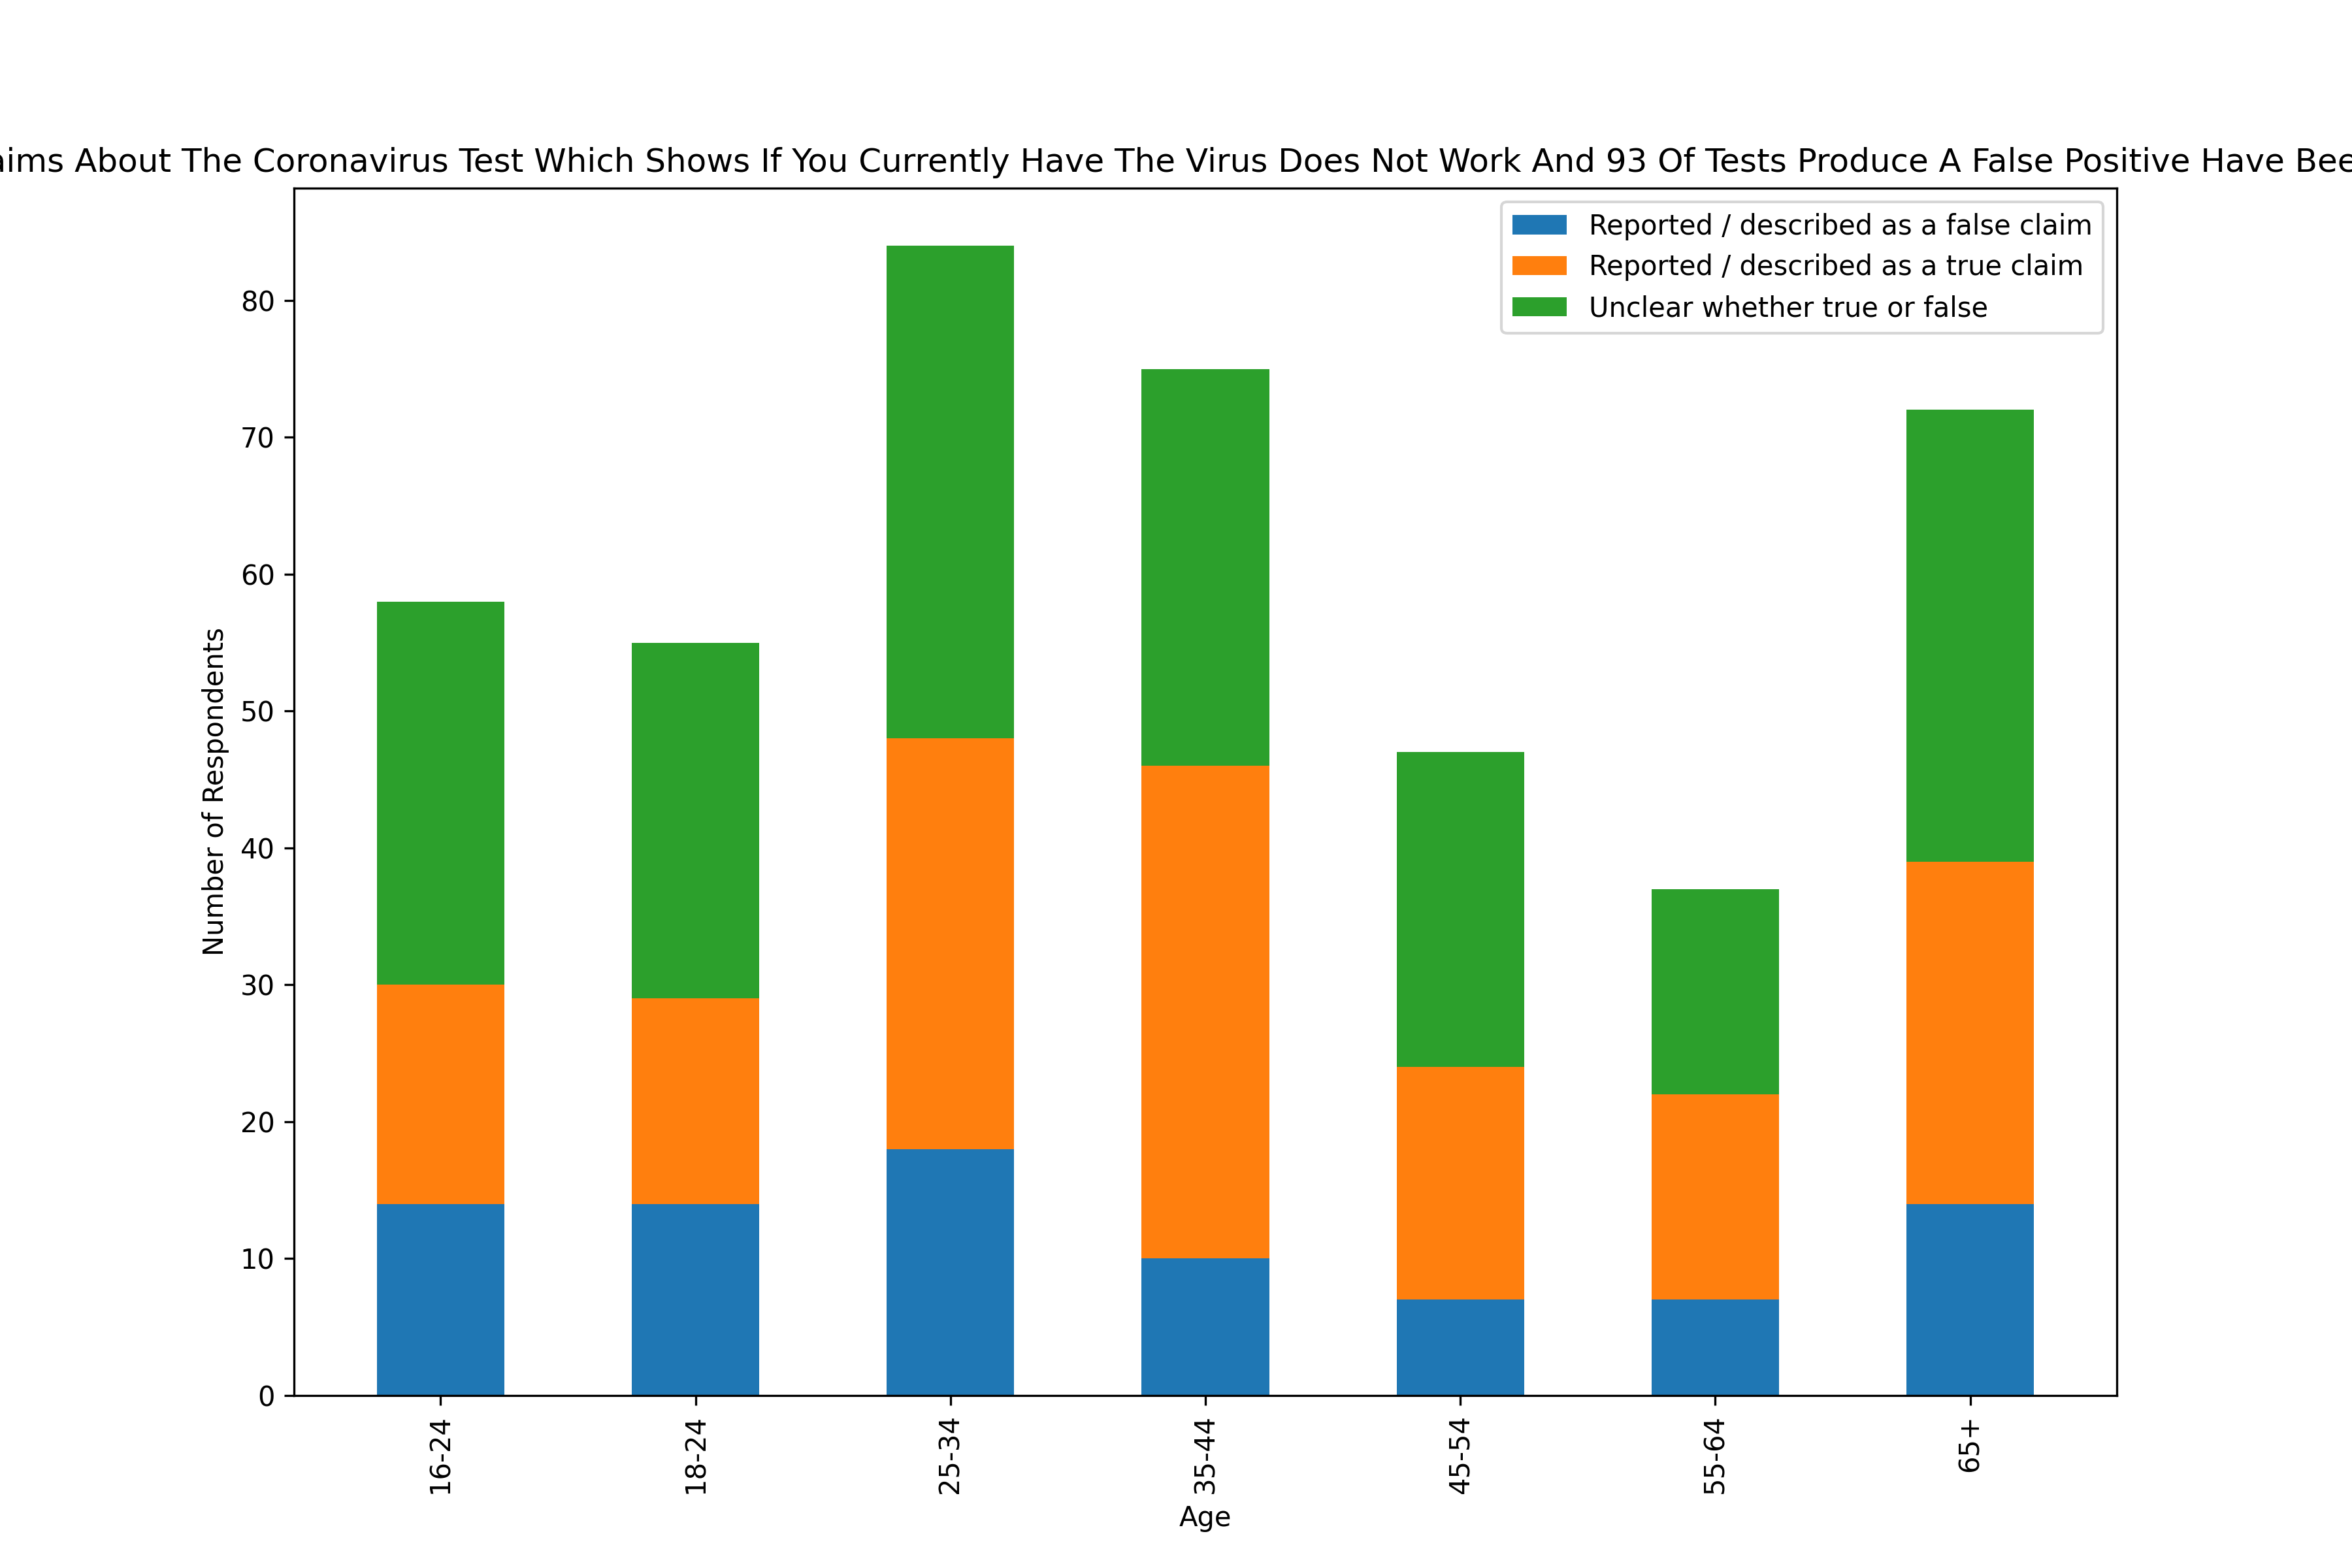 About The Coronavirus Test Which Shows If You Currently Have The Virus Does Not Work And 93 Of Tests Produce A False Positive Have
Reported / described as a false claim
Reported / described as a true claim
Unclear whether true or false
80
70
60
50
40
30
20
10
0
Number of Respondents
16-24
18-24
25-34
35-44
45-54
55-64
65+
Age